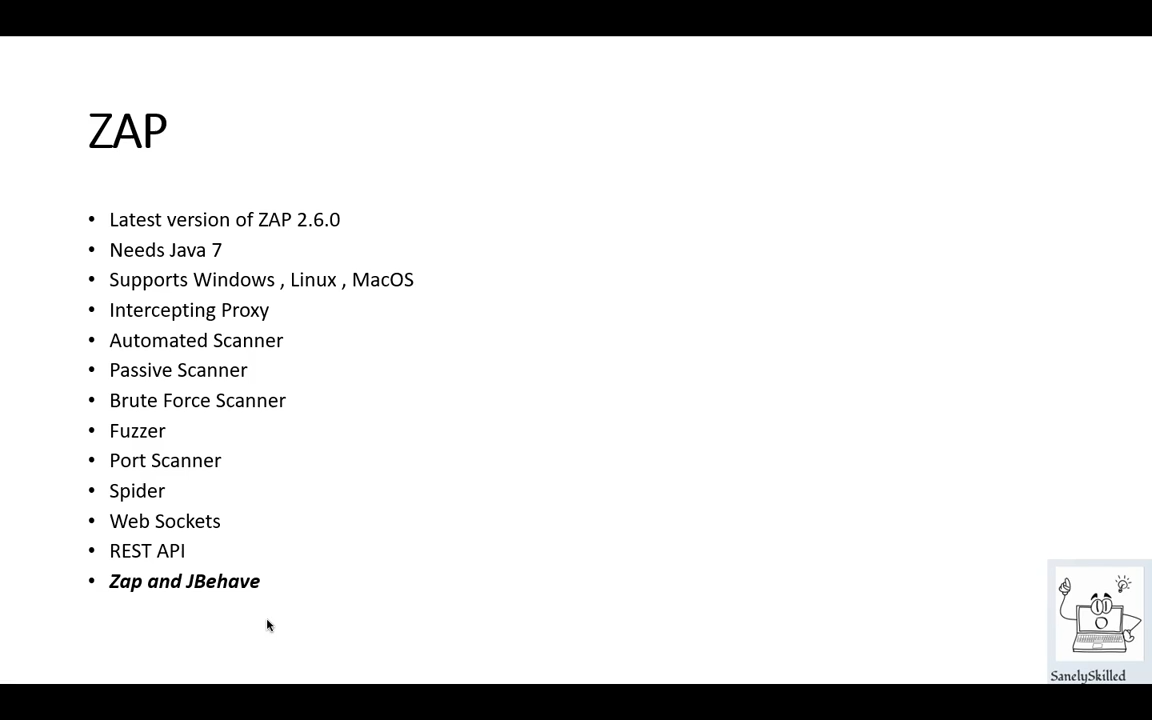 ZAP
• Latest version of ZAP 2.6.0
• Needs Java 7
• Supports Windows , Linux , MacOS
• Intercepting Proxy
• Automated Scanner
• Passive Scanner
• Brute Force Scanner
• Fuzzer
• Port Scanner
• Spider
• Web Sockets
• REST API
• Zap and JBehave
SanelySkilled